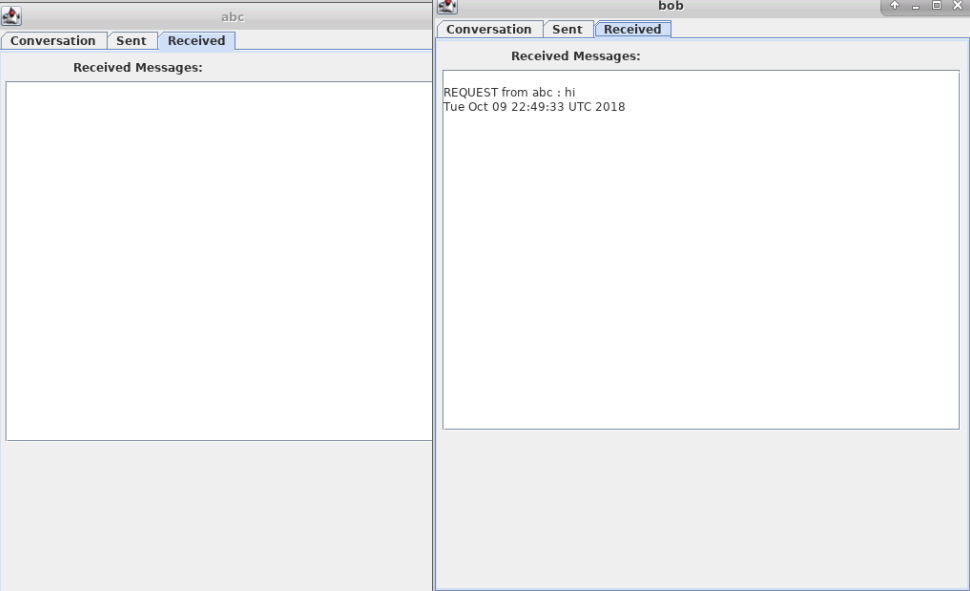 abc
Conversation Sent Received
Received Messages:
bob
Conversation Sent Received
Received Messages:
REQUEST from abc : hi
Tue Oct 09 22:49:33 UTC 2018